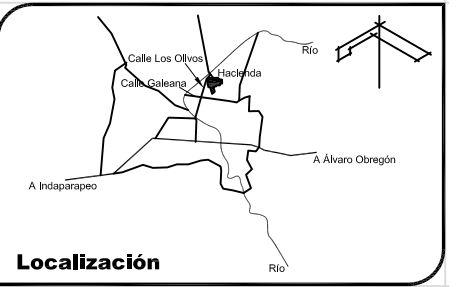 Río
Calle Los Olivos
Hacienda
Calle Galeana
A Álvaro Obregón
A Indaparapeo
Localización
Río